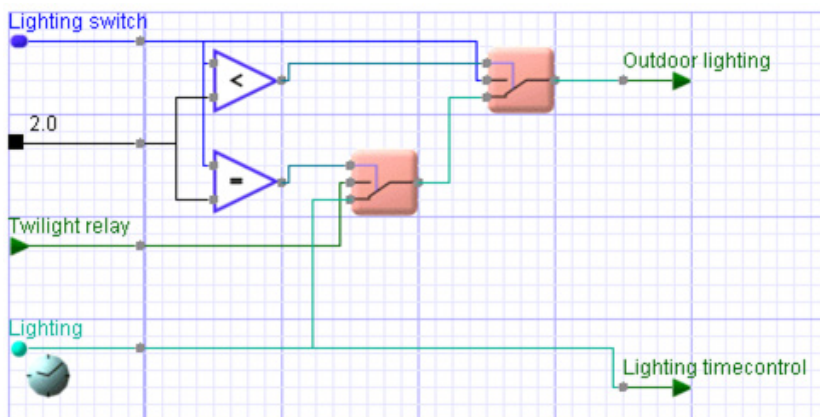 Lighting switch
Outdoor lighting
<
2.0
=
Twilight relay
Lighting
Lighting timecontrol